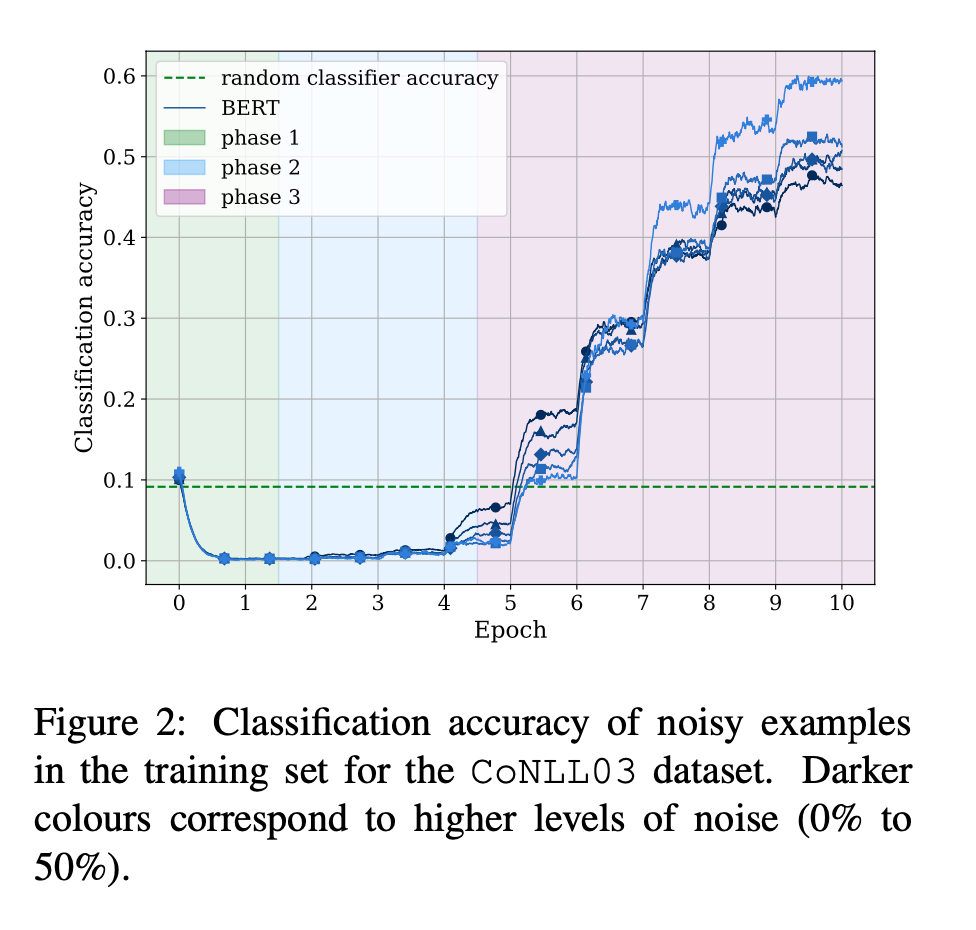 0.6
0.5
0.4
0.3
0.2
0.1
0.0
Classification accuracy
random classifier accuracy
BERT
phase 1
phase 2
phase 3
0 1 2 3 4 5 6 7 8 9 10
Epoch
Figure 2: Classification accuracy of noisy examples
in the training set for the CoNLL03 dataset. Darker
colours correspond to higher levels of noise (0% to
50%).